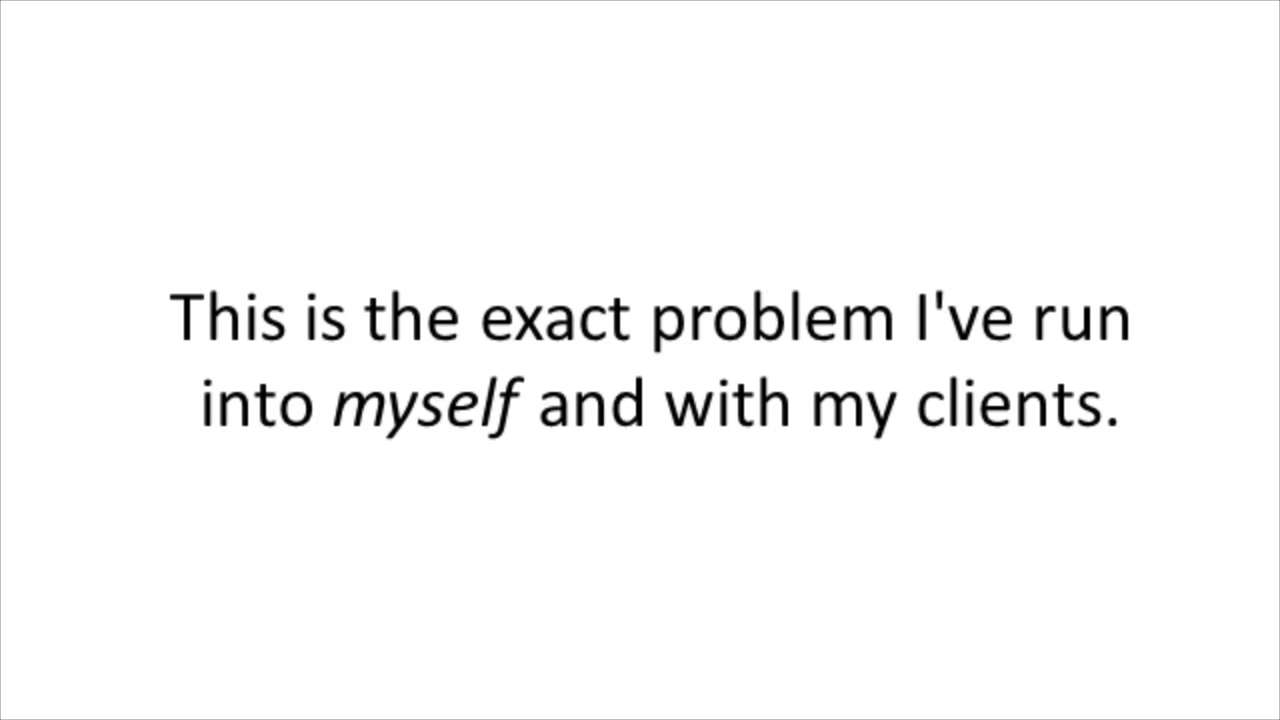 This is the exact problem I've run
into myself and with my clients.